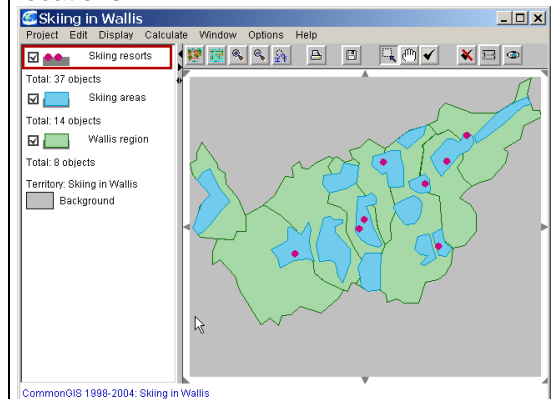 Skiing in Wallis
Project Edit Display Calculate Window Options Help
Skiing resorts
Total: 37 objects
Skiing areas
Total: 14 objects
Wallis region
Total: 8 objects
Territory: Skiing in Wallis
Background
CommonGIS 1998-2004: Skiing in Wallis